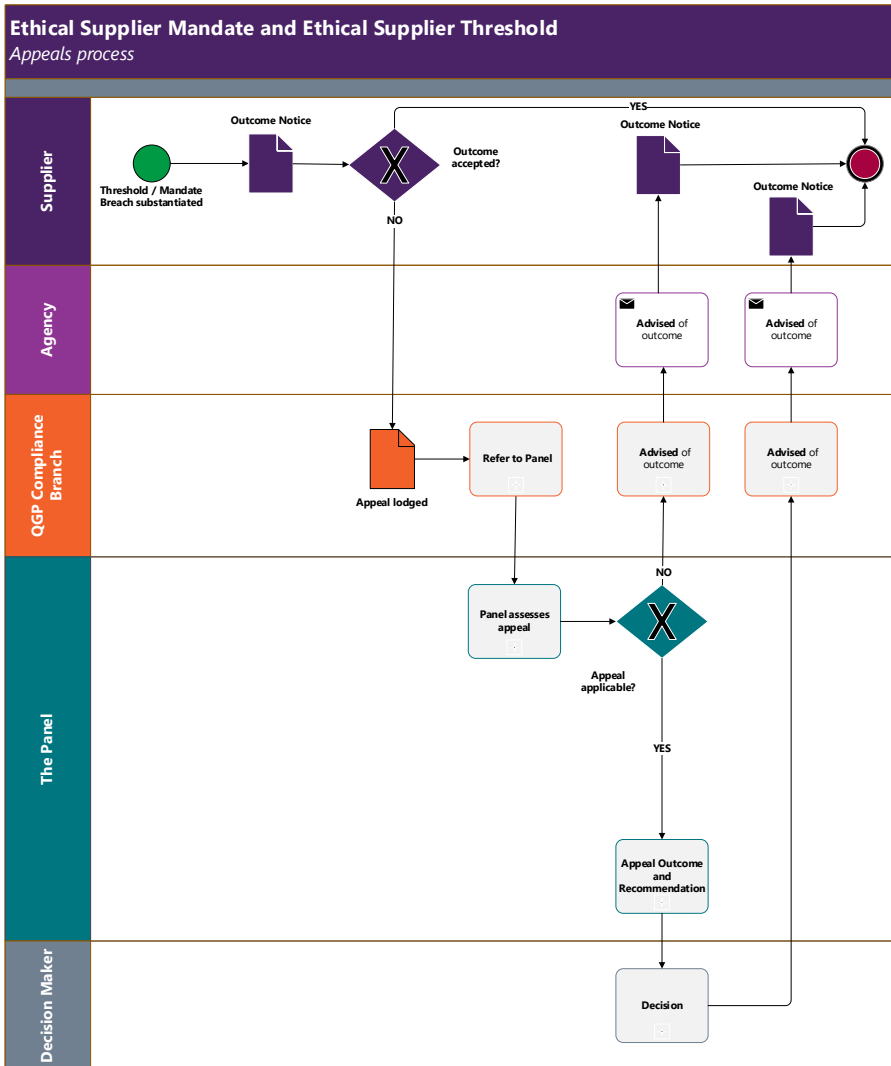 Ethical Supplier Mandate and Ethical Supplier Threshold
Appeals process
Supplier
Threshold / Mandate
Breach substantiated
Outcome Notice
X
Outcome
accepted?
YES
NO
Outcome Notice
Outcome Notice
Agency
Advised of
outcome
Advised of
outcome
QGP Compliance
Branch
Appeal lodged
Refer to Panel
Advised of
outcome
Advised of
outcome
The Panel
Panel assesses
appeal
NO
X
Appeal
applicable?
YES
Appeal Outcome
and
Recommendation
Decision Maker
Decision